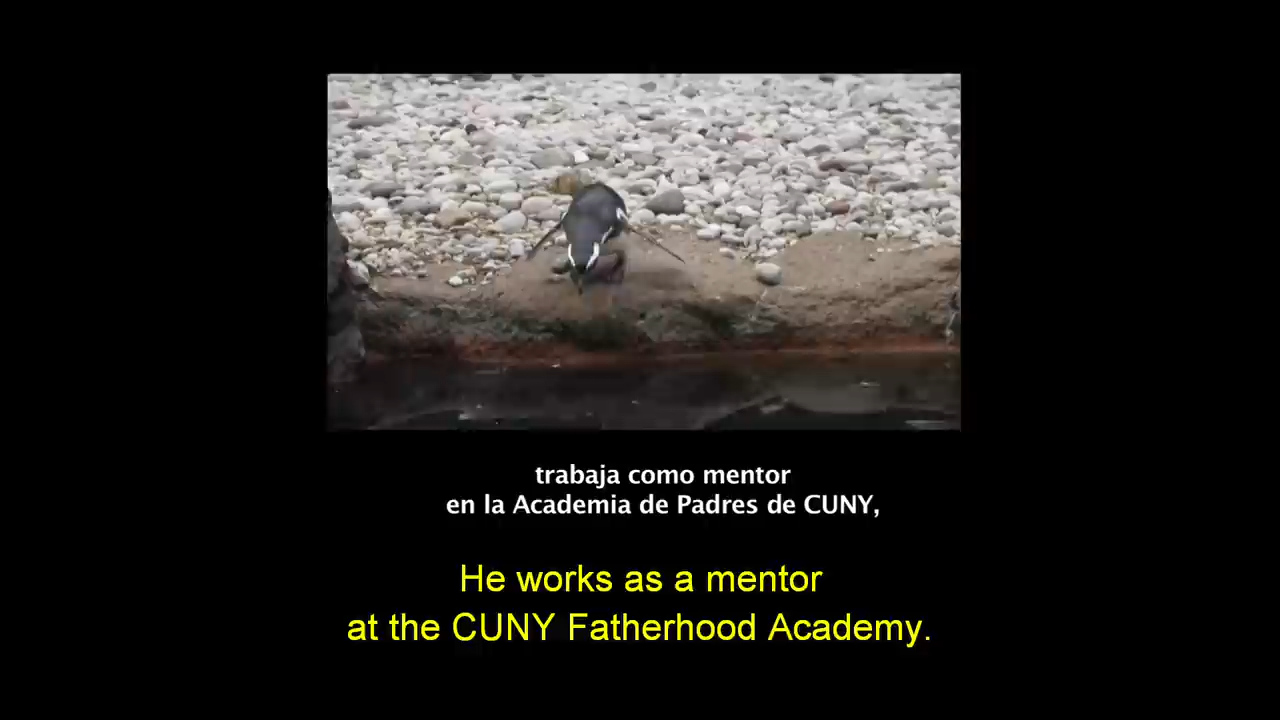 trabaja como mentor
en la Academia de Padres de CUNY,
He works as a mentor
at the CUNY Fatherhood Academy.